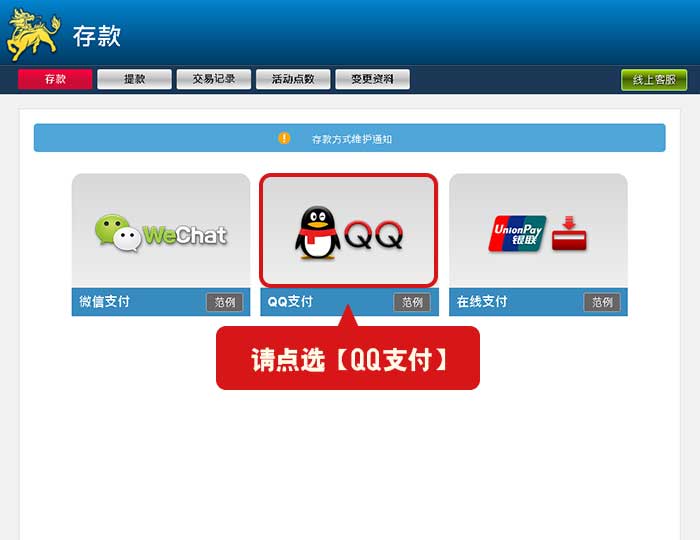 存款
存款 提款 交易记录 活动点数 变更资料 线上客服
! 存款方式维护通知
WeChat QQ UnionPay 银联
微信支付 范例 QQ支付 范例 在线支付 范例
请点选【QQ支付】